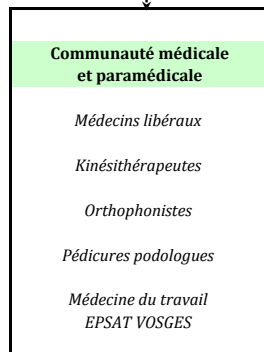 Communauté médicale
et paramédicale
Médecins libéraux
Kinésithérapeutes
Orthophonistes
Pédicures podologues
Médecine du travail
EPSAT VOSGES